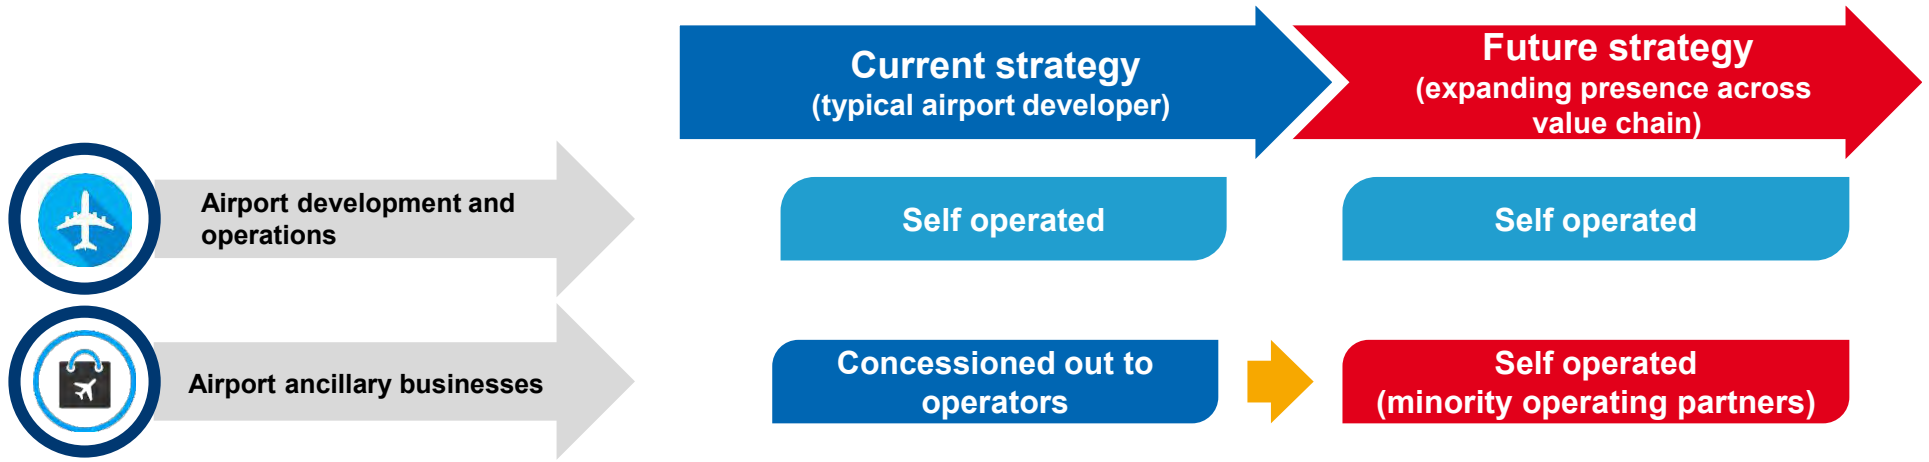 Current strategy
(typical airport developer)
Future strategy
(expanding presence across
value chain)
Airport development and
operations
Self operated
Self operated
Airport ancillary businesses
Concessioned out to
operators
Self operated
(minority operating partners)